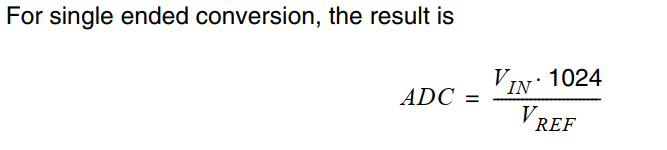 For single ended conversion, the result is
ADC = V_IN · 1024 / V_REF